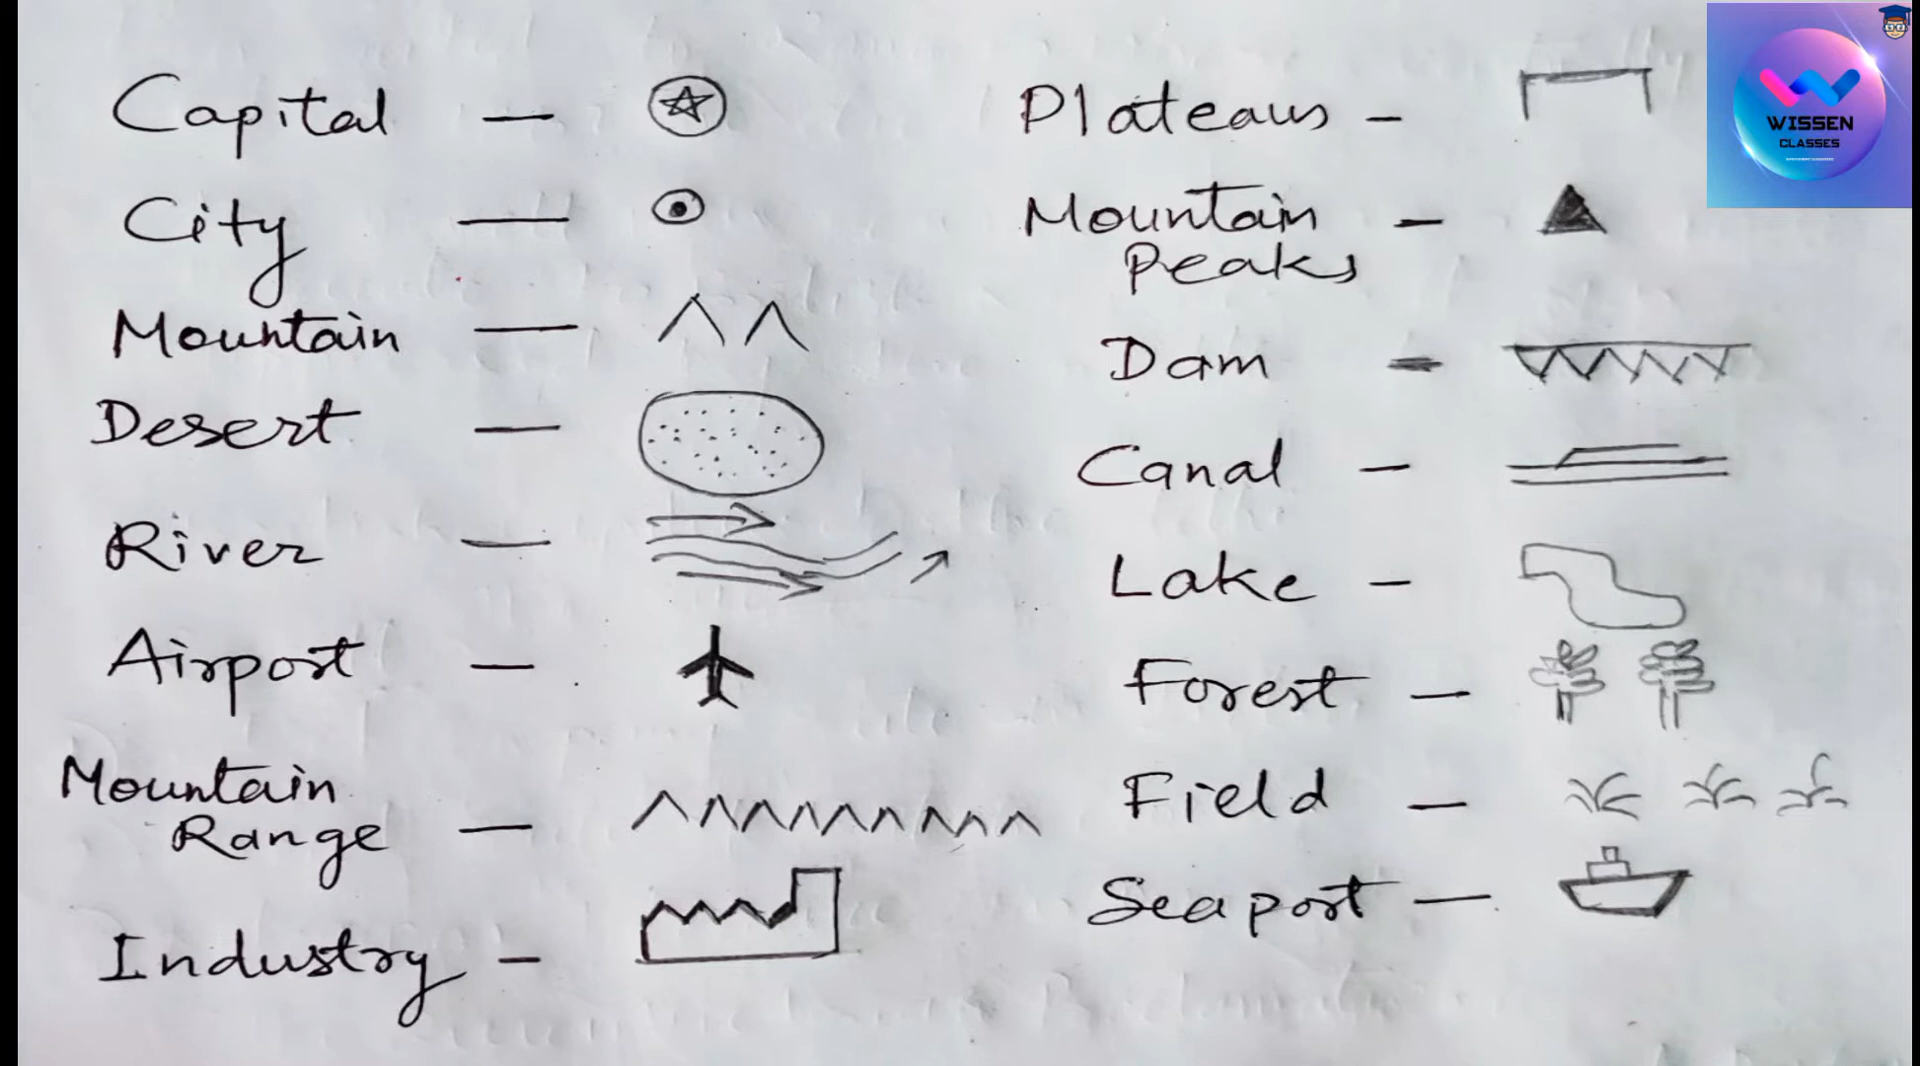 Capital —
City —
Mountain —
Desert —
River —
Airport —
Mountain
Range —
Industry —
Plateaus —
Mountain —
Peaks
Dam —
Canal —
Lake —
Forest —
Field —
Seaport —
WISSEN
CLASSES